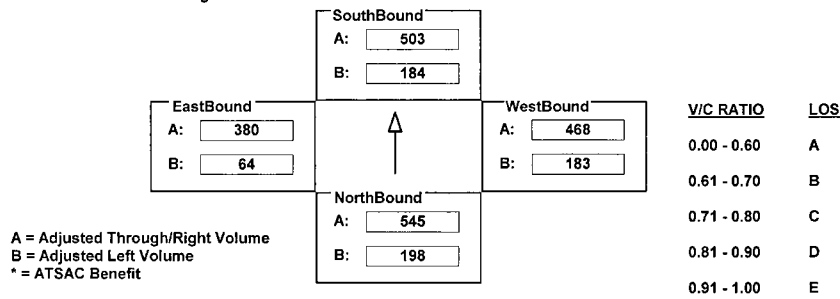 SouthBound
A: 503
B: 184
EastBound
A: 380
B: 64
WestBound
A: 468
B: 183
NorthBound
A: 545
B: 198
A = Adjusted Through/Right Volume
B = Adjusted Left Volume
* = ATSAC Benefit
V/C RATIO LOS
0.00 - 0.60 A
0.61 - 0.70 B
0.71 - 0.80 C
0.81 - 0.90 D
0.91 - 1.00 E